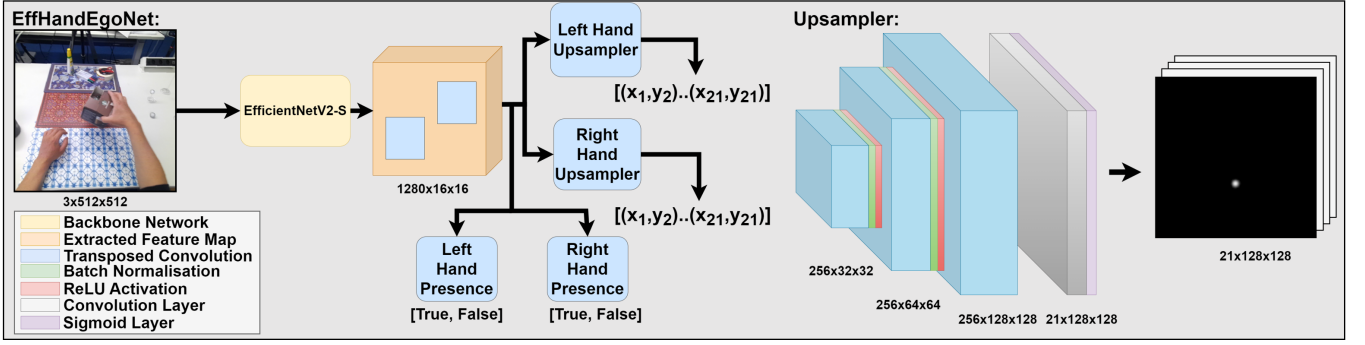 EffHandEgoNet:
3x512x512
EfficientNetV2-S
1280x16x16
Left Hand
Upsampler
[(x1,y2)..(x21,y21)]
Right
Hand
Upsampler
[(x1,y2)..(x21,y21)]
Left
Hand
Presence
[True, False]
Right
Hand
Presence
[True, False]
Backbone Network
Extracted Feature Map
Transposed Convolution
Batch Normalisation
ReLU Activation
Convolution Layer
Sigmoid Layer
Upsampler:
256x32x32
256x64x64
256x128x128
21x128x128
21x128x128